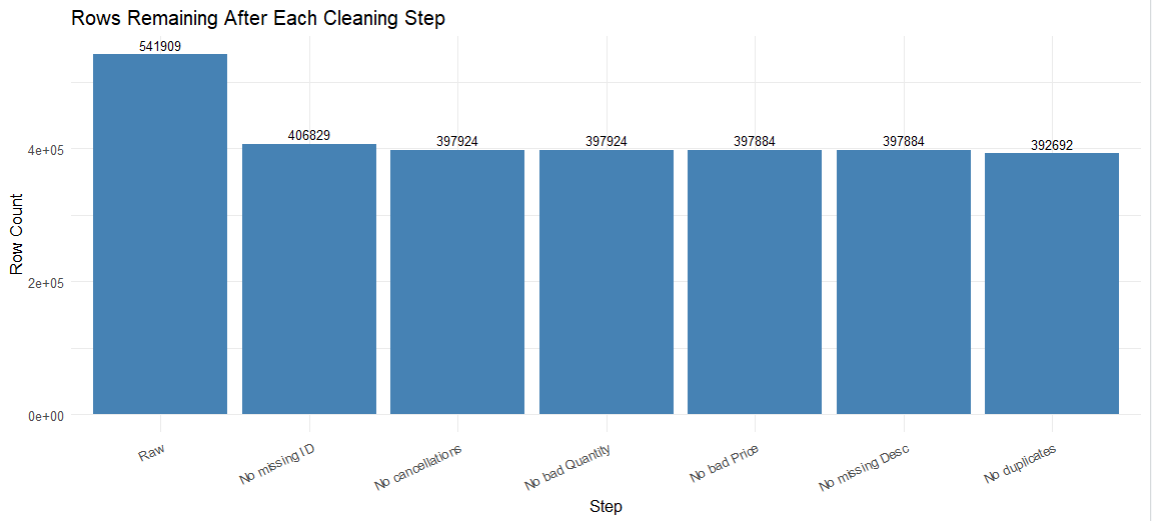 Rows Remaining After Each Cleaning Step
541909
406829
397924
397924
397884
397884
392692
4e+05
2e+05
0e+00
Row Count
Raw
No missing ID
No cancellations
No bad Quantity
No bad Price
No missing Desc
No duplicates
Step